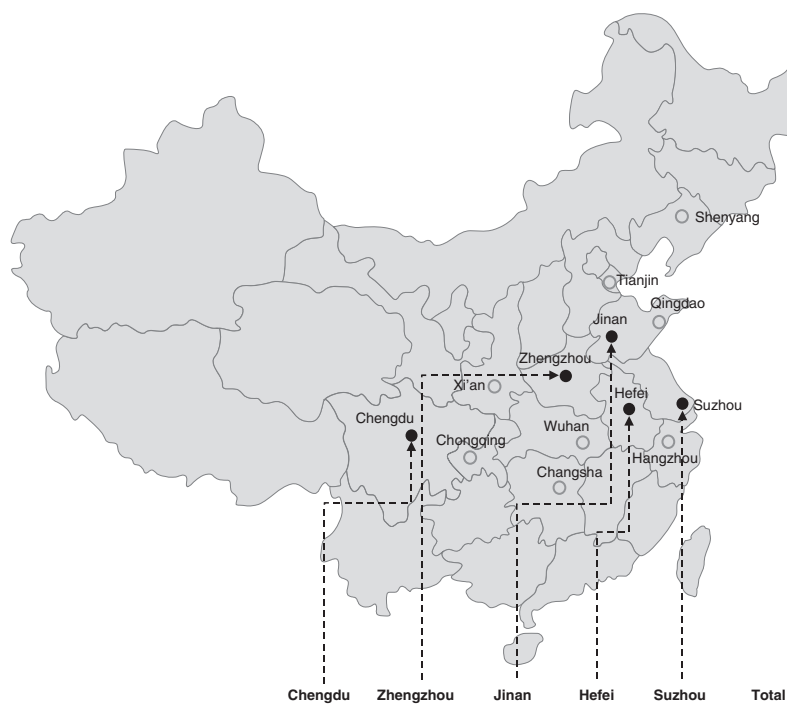 Shenyang
Tianjin
Qingdao
Jinan
Zhengzhou
Xi'an
Hefei
Suzhou
Chengdu
Wuhan
Chongqing
Hangzhou
Changsha
Chengdu Zhengzhou Jinan Hefei Suzhou Total